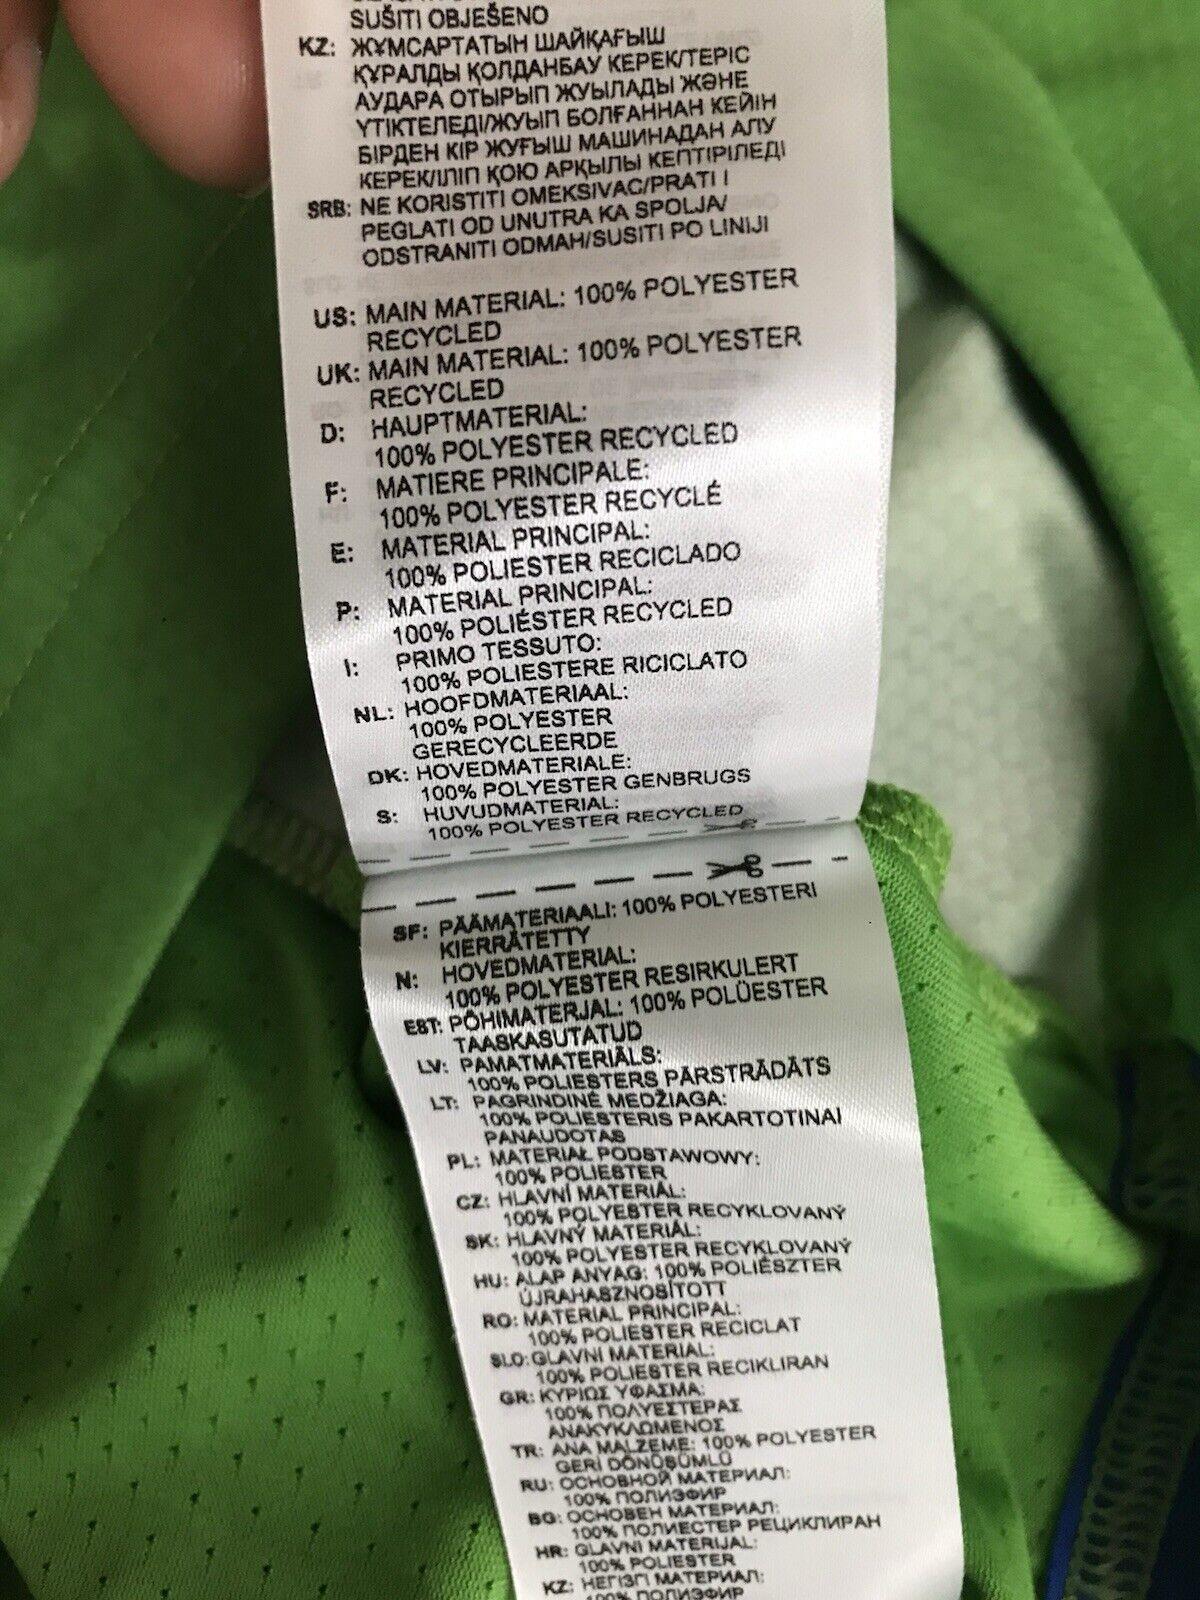 SUŠITI OBJEŠENO
KZ: ЖҰМСАРТАТЫН ШАЙҚАҒЫШ
ҚҰРАЛДЫ ҚОЛДАНБАУ КЕРЕК/ТЕРІС
АУДАРА ОТЫРЫП ЖУЫЛАДЫ ЖӘНЕ
ҮТІКТЕЛЕДІ/ЖУЫП БОЛҒАННАН КЕЙІН
БІРДЕН КІР ЖУҒЫШ МАШИНАДАН АЛУ
КЕРЕК/ІЛІП ҚОЮ АРҚЫЛЫ КЕПТІРІЛЕДІ
SRB: NE KORISTITI OMEKSIVAC/PRATI I
PEGLATI OD UNUTRA KA SPOLJA/
ODSTRANITI ODMAH/SUSITI PO LINIJI
US: MAIN MATERIAL: 100% POLYESTER
RECYCLED
UK: MAIN MATERIAL: 100% POLYESTER
RECYCLED
D: HAUPTMATERIAL:
100% POLYESTER RECYCLED
F: MATIERE PRINCIPALE:
100% POLYESTER RECYCLÉ
E: MATERIAL PRINCIPAL:
100% POLIESTER RECICLADO
P: MATERIAL PRINCIPAL:
100% POLIÉSTER RECYCLED
I: PRIMO TESSUTO:
100% POLIESTERE RICICLATO
NL: HOOFDMATERIAAL:
100% POLYESTER
GERECYCLEERDE
DK: HOVEDMATERIALE:
100% POLYESTER GENBRUGS
S: HUVUDMATERIAL:
100% POLYESTER RECYCLED
SF: PÄÄMATERIAALI: 100% POLYESTERI
KIERRÄTETTY
N: HOVEDMATERIAL:
100% POLYESTER RESIRKULERT
EST: PÕHIMATERJAL: 100% POLÜESTER
TAASKASUTATUD
LV: PAMATMATERIĀLS:
100% POLIESTERS PĀRSTRĀDĀTS
LT: PAGRINDINĖ MEDŽIAGA:
100% POLIESTERIS PAKARTOTINAI
PANAUDOTAS
PL: MATERIAŁ PODSTAWOWY:
100% POLIESTER
CZ: HLAVNÍ MATERIÁL:
100% POLYESTER RECYKLOVANÝ
SK: HLAVNÝ MATERIÁL:
100% POLYESTER RECYKLOVANÝ
HU: ALAP ANYAG: 100% POLIÉSZTER
ÚJRAHASZNOSÍTOTT
RO: MATERIAL PRINCIPAL:
100% POLIESTER RECICLAT
SLO: GLAVNI MATERIAL:
100% POLIESTER RECIKLIRAN
GR: ΚΥΡΙΩΣ ΥΦΑΣΜΑ:
100% ΠΟΛΥΕΣΤΕΡΑΣ
ΑΝΑΚΥΚΛΩΜΕΝΟΣ
TR: ANA MALZEME: 100% POLYESTER
GERİ DÖNÜŞÜMLÜ
RU: ОСНОВНОЙ МАТЕРИАЛ:
100% ПОЛИЭФИР
BG: ОСНОВЕН МАТЕРИАЛ:
100% ПОЛИЕСТЕР РЕЦИКЛИРАН
HR: GLAVNI MATERIJAL:
100% POLIESTER
KZ: НЕГІЗГІ МАТЕРИАЛ:
100% ПОЛИЭФИР